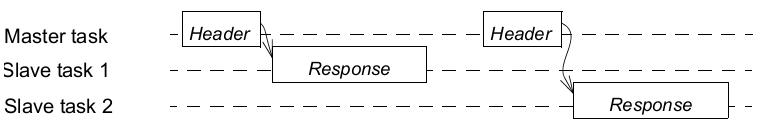 Master task Header Header
Slave task 1 Response
Slave task 2 Response